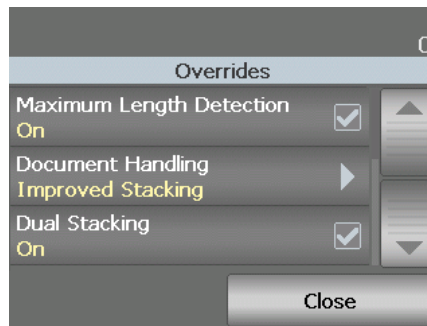 Overrides
Maximum Length Detection
On
Document Handling
Improved Stacking
Dual Stacking
On
Close